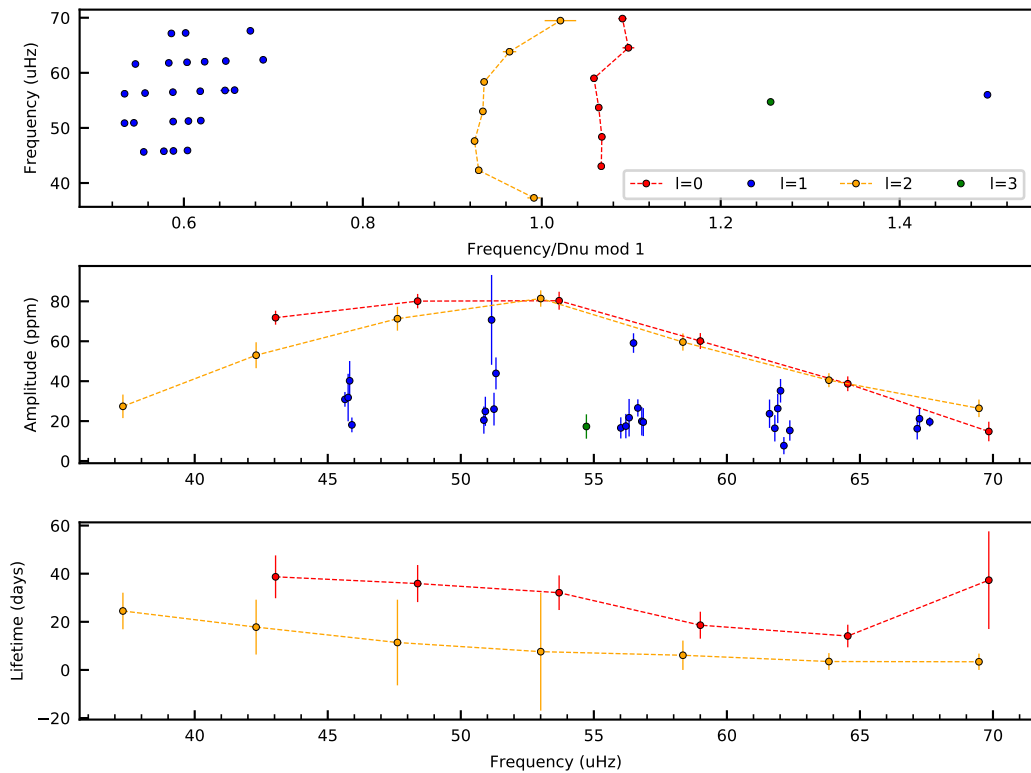 70
60
50
40
Frequency (uHz)
l=0 l=1 l=2 l=3
0.6 0.8 1.0 1.2 1.4
Frequency/Dnu mod 1
80
60
40
20
0
Amplitude (ppm)
40 45 50 55 60 65 70
60
40
20
0
−20
Lifetime (days)
40 45 50 55 60 65 70
Frequency (uHz)